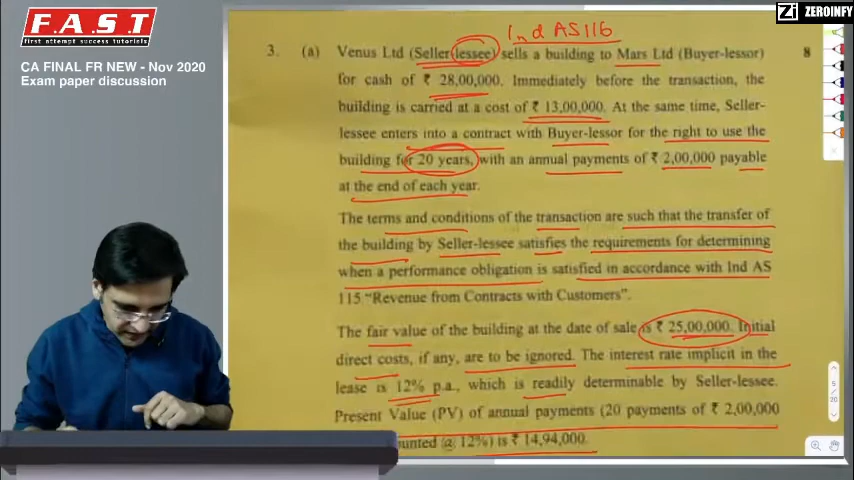 F.A.S.T.
first attempt success tutorials
CA FINAL FR NEW - Nov 2020
Exam paper discussion
Zi ZEROINFY
Ind AS 116
3. (a) Venus Ltd (Seller-lessee) sells a building to Mars Ltd (Buyer-lessor) 8
for cash of ₹ 28,00,000. Immediately before the transaction, the
building is carried at a cost of ₹ 13,00,000. At the same time, Seller-
lessee enters into a contract with Buyer-lessor for the right to use the
building for 20 years, with an annual payments of ₹ 2,00,000 payable
at the end of each year.
The terms and conditions of the transaction are such that the transfer of
the building by Seller-lessee satisfies the requirements for determining
when a performance obligation is satisfied in accordance with Ind AS
115 “Revenue from Contracts with Customers”.
The fair value of the building at the date of sale is ₹ 25,00,000. Initial
direct costs, if any, are to be ignored. The interest rate implicit in the
lease is 12% p.a., which is readily determinable by Seller-lessee.
Present Value (PV) of annual payments (20 payments of ₹ 2,00,000
ounted @ 12%) is ₹ 14,94,000.
5
/
20